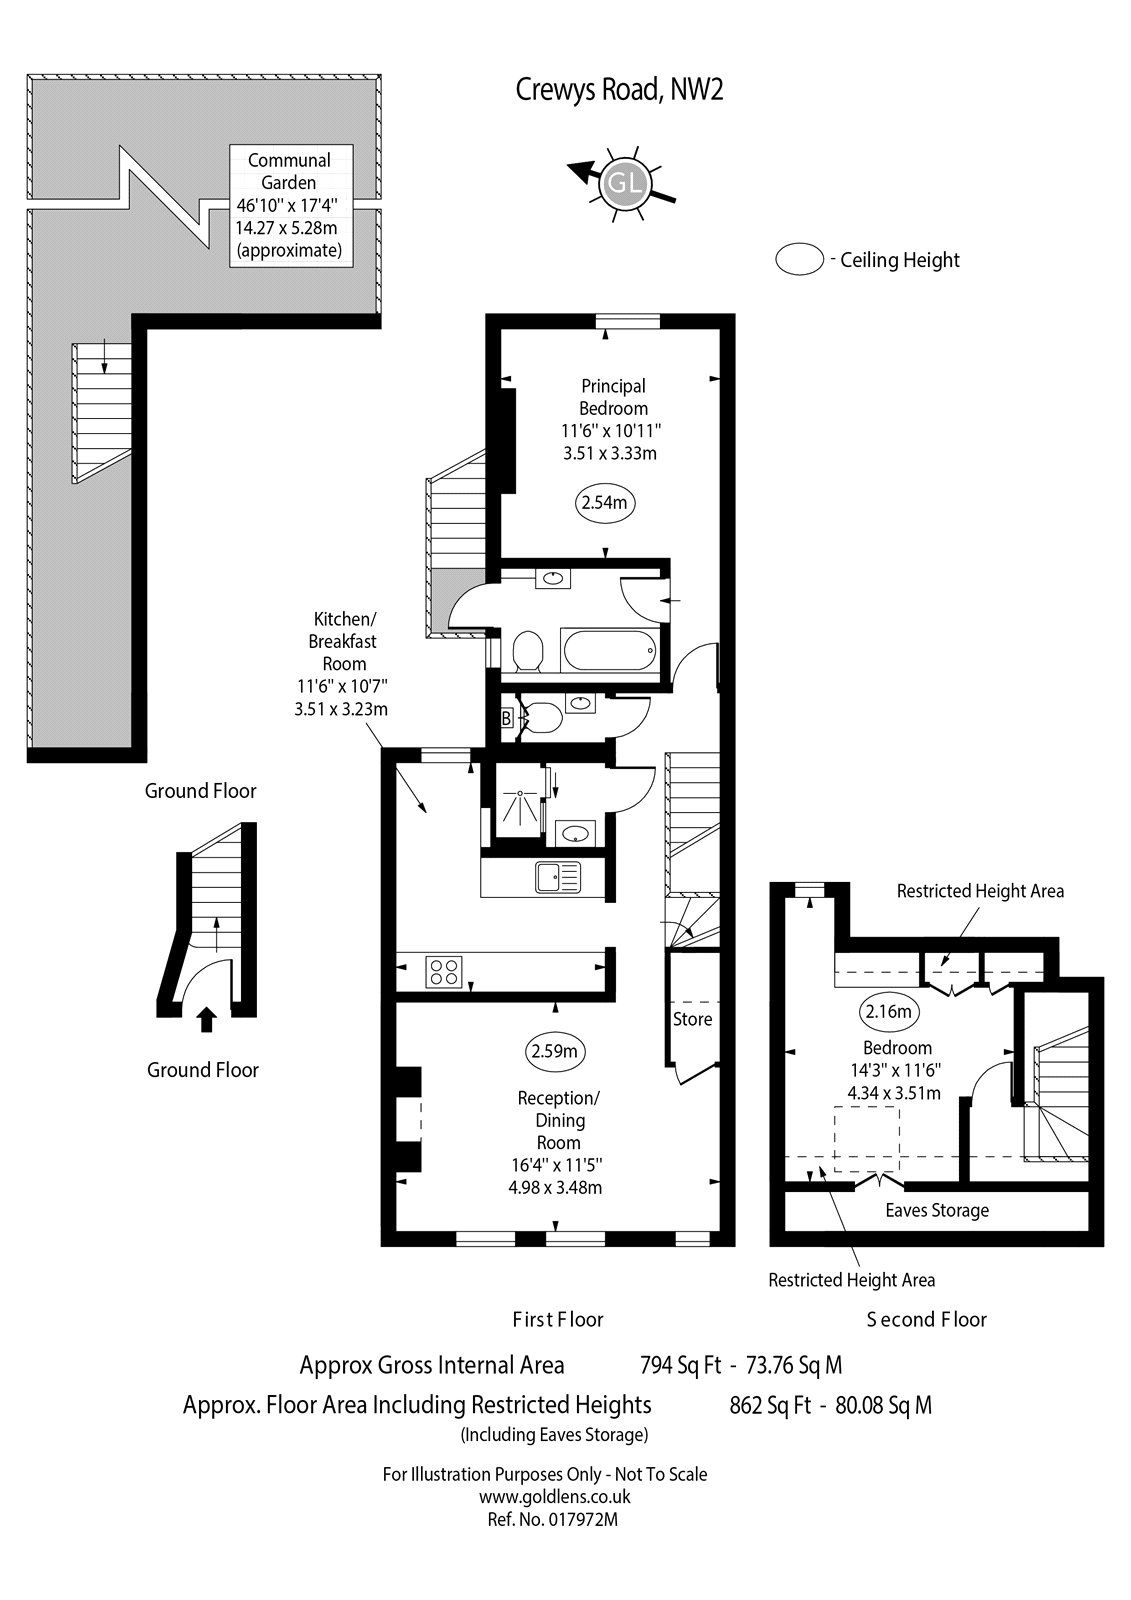 Crewys Road, NW2
GL
- Ceiling Height
Communal
Garden
46'10" x 17'4"
14.27 x 5.28m
(approximate)
Principal
Bedroom
11'6" x 10'11"
3.51 x 3.33m
2.54m
Kitchen/
Breakfast
Room
11'6" x 10'7"
3.51 x 3.23m
B
Ground Floor
Ground Floor
Store
2.59m
Reception/
Dining
Room
16'4" x 11'5"
4.98 x 3.48m
Restricted Height Area
2.16m
Bedroom
14'3" x 11'6"
4.34 x 3.51m
Eaves Storage
Restricted Height Area
First Floor
Second Floor
Approx Gross Internal Area 794 Sq Ft - 73.76 Sq M
Approx. Floor Area Including Restricted Heights 862 Sq Ft - 80.08 Sq M
(Including Eaves Storage)
For Illustration Purposes Only - Not To Scale
www.goldlens.co.uk
Ref. No. 017972M